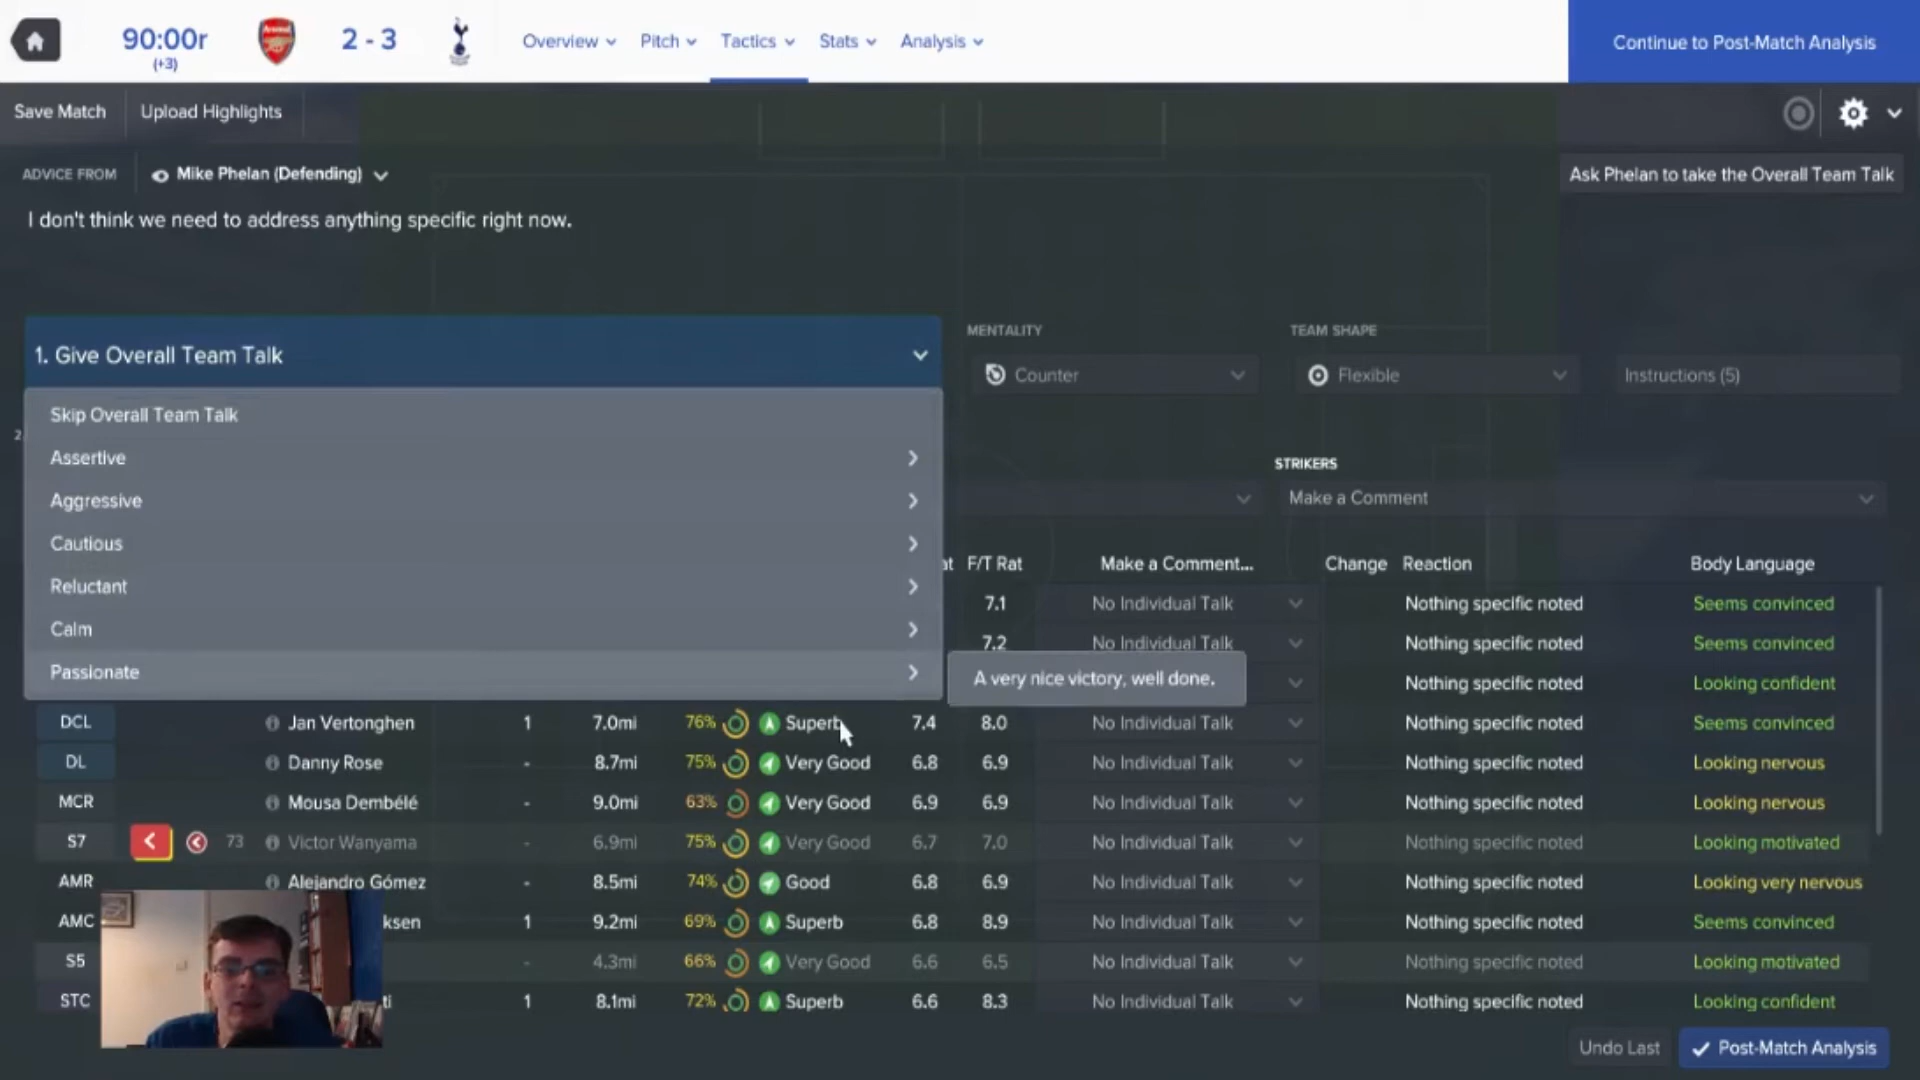 90:00r
(+3)
Arsenal
2 - 3
Overview
Pitch
Tactics
Stats
Analysis
Continue to Post-Match Analysis
Save Match
Upload Highlights
ADVICE FROM
Mike Phelan (Defending)
Ask Phelan to take the Overall Team Talk
I don't think we need to address anything specific right now.
1. Give Overall Team Talk
MENTALITY
TEAM SHAPE
Counter
Flexible
Instructions (5)
Skip Overall Team Talk
2
Assertive
STRIKERS
Aggressive
Make a Comment
Cautious
at F/T Rat Make a Comment... Change Reaction Body Language
Reluctant
7.1 No Individual Talk Nothing specific noted Seems convinced
Calm
7.2 No Individual Talk Nothing specific noted Seems convinced
Passionate
A very nice victory, well done.
Nothing specific noted Looking confident
DCL Jan Vertonghen 1 7.0mi 76% Superb 7.4 8.0 No Individual Talk Nothing specific noted Seems convinced
DL Danny Rose - 8.7mi 75% Very Good 6.8 6.9 No Individual Talk Nothing specific noted Looking nervous
MCR Mousa Dembélé - 9.0mi 63% Very Good 6.9 6.9 No Individual Talk Nothing specific noted Looking nervous
S7 73 Victor Wanyama - 6.9mi 75% Very Good 6.7 7.0 No Individual Talk Nothing specific noted Looking motivated
AMR Alejandro Gómez - 8.5mi 74% Good 6.8 6.9 No Individual Talk Nothing specific noted Looking very nervous
AMC ksen 1 9.2mi 69% Superb 6.8 8.9 No Individual Talk Nothing specific noted Seems convinced
S5 - 4.3mi 66% Very Good 6.6 6.5 No Individual Talk Nothing specific noted Looking motivated
STC ti 1 8.1mi 72% Superb 6.6 8.3 No Individual Talk Nothing specific noted Looking confident
Undo Last
Post-Match Analysis